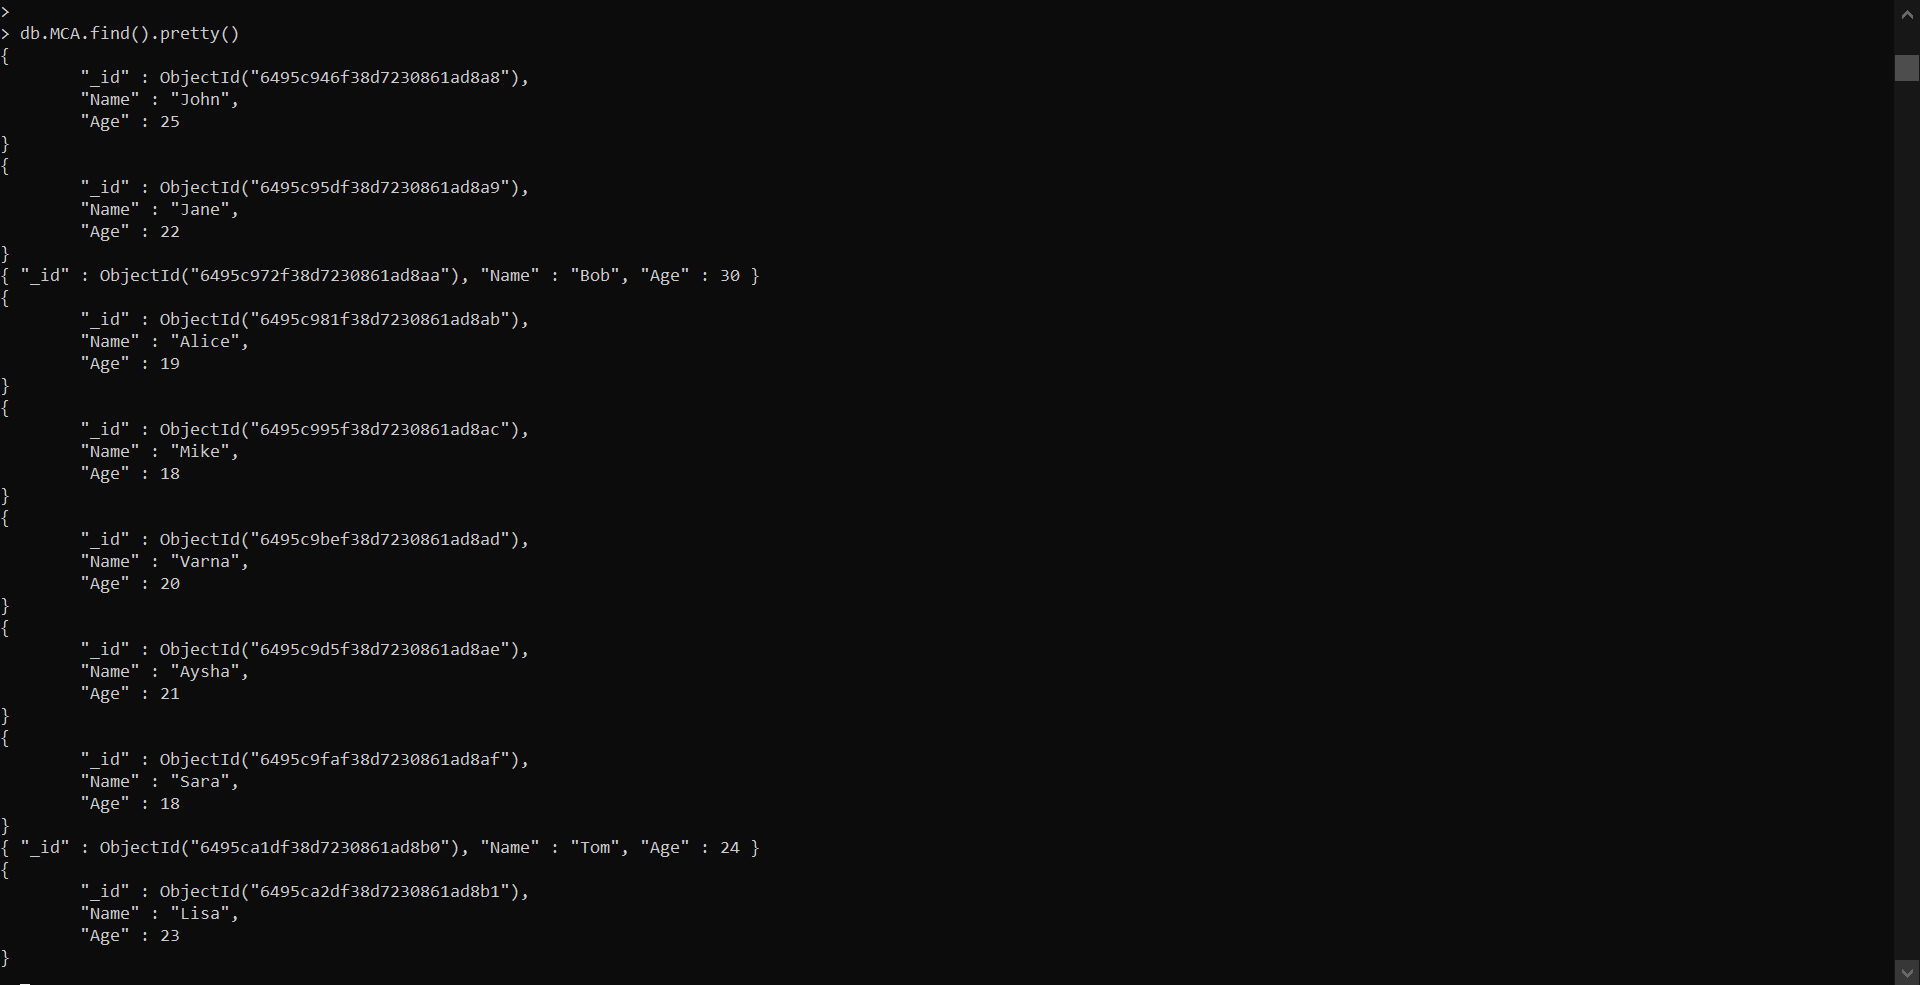 >
> db.MCA.find().pretty()
{
        "_id" : ObjectId("6495c946f38d7230861ad8a8"),
        "Name" : "John",
        "Age" : 25
}
{
        "_id" : ObjectId("6495c95df38d7230861ad8a9"),
        "Name" : "Jane",
        "Age" : 22
}
{ "_id" : ObjectId("6495c972f38d7230861ad8aa"), "Name" : "Bob", "Age" : 30 }
{
        "_id" : ObjectId("6495c981f38d7230861ad8ab"),
        "Name" : "Alice",
        "Age" : 19
}
{
        "_id" : ObjectId("6495c995f38d7230861ad8ac"),
        "Name" : "Mike",
        "Age" : 18
}
{
        "_id" : ObjectId("6495c9bef38d7230861ad8ad"),
        "Name" : "Varna",
        "Age" : 20
}
{
        "_id" : ObjectId("6495c9d5f38d7230861ad8ae"),
        "Name" : "Aysha",
        "Age" : 21
}
{
        "_id" : ObjectId("6495c9faf38d7230861ad8af"),
        "Name" : "Sara",
        "Age" : 18
}
{ "_id" : ObjectId("6495ca1df38d7230861ad8b0"), "Name" : "Tom", "Age" : 24 }
{
        "_id" : ObjectId("6495ca2df38d7230861ad8b1"),
        "Name" : "Lisa",
        "Age" : 23
}